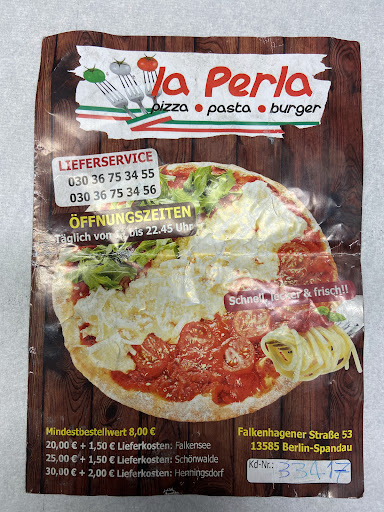 la Perla
pizza • pasta • burger
LIEFERSERVICE
030 36 75 34 55
030 36 75 34 56
ÖFFNUNGSZEITEN
Täglich von bis 22.45 Uhr
Schnell, lecker & frisch!!
Mindestbestellwert 8,00 €
20,00 € + 1,50 € Lieferkosten: Falkensee
25,00 € + 1,50 € Lieferkosten: Schönwalde
30,00 € + 2,00 € Lieferkosten: Henningsdorf
Falkenhagener Straße 53
13585 Berlin-Spandau
Kd-Nr.: 33417